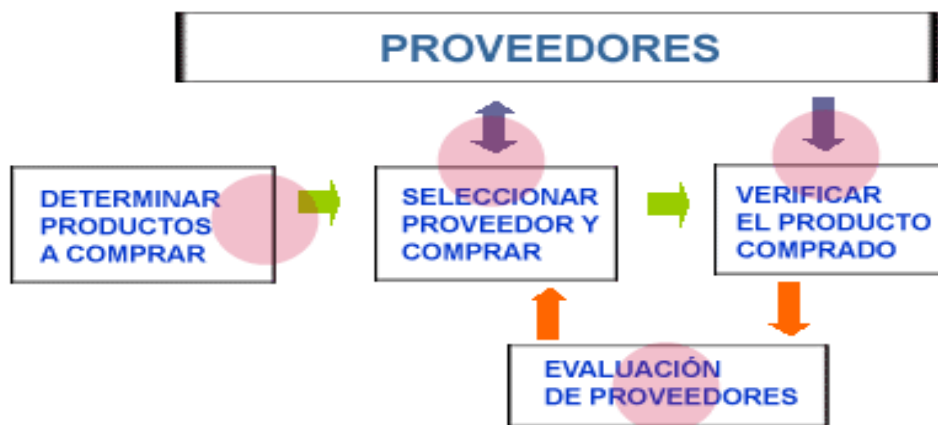 PROVEEDORES
DETERMINAR
PRODUCTOS
A COMPRAR
SELECCIONAR
PROVEEDOR Y
COMPRAR
VERIFICAR
EL PRODUCTO
COMPRADO
EVALUACIÓN
DE PROVEEDORES